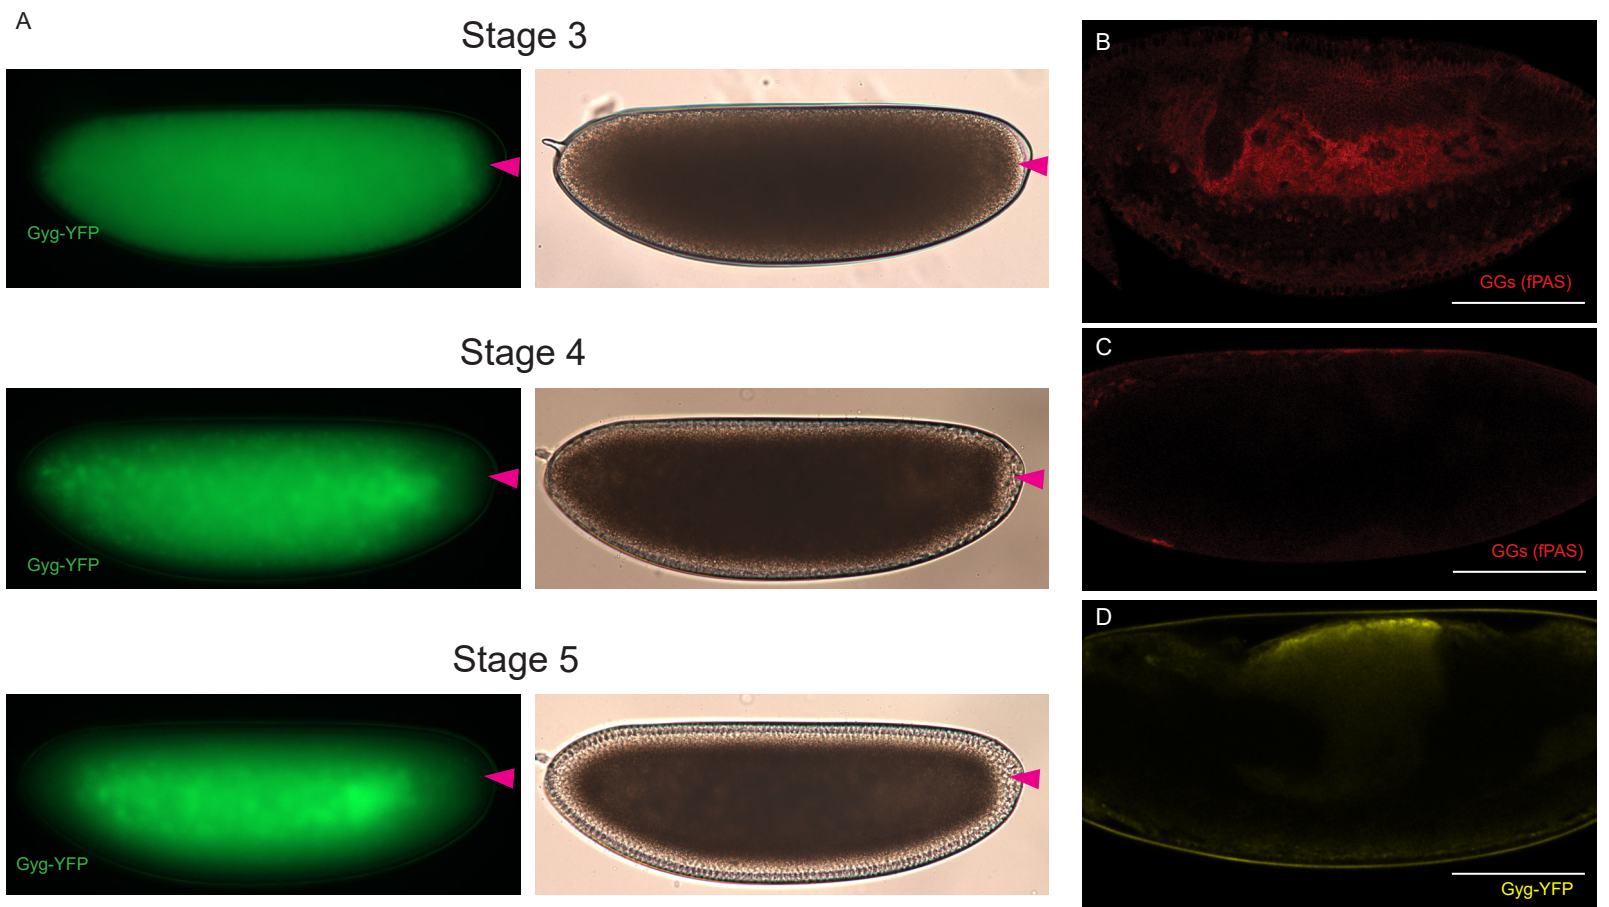 A
Stage 3
Gyg-YFP
Stage 4
Gyg-YFP
Stage 5
Gyg-YFP
B
GGs (fPAS)
C
GGs (fPAS)
D
Gyg-YFP